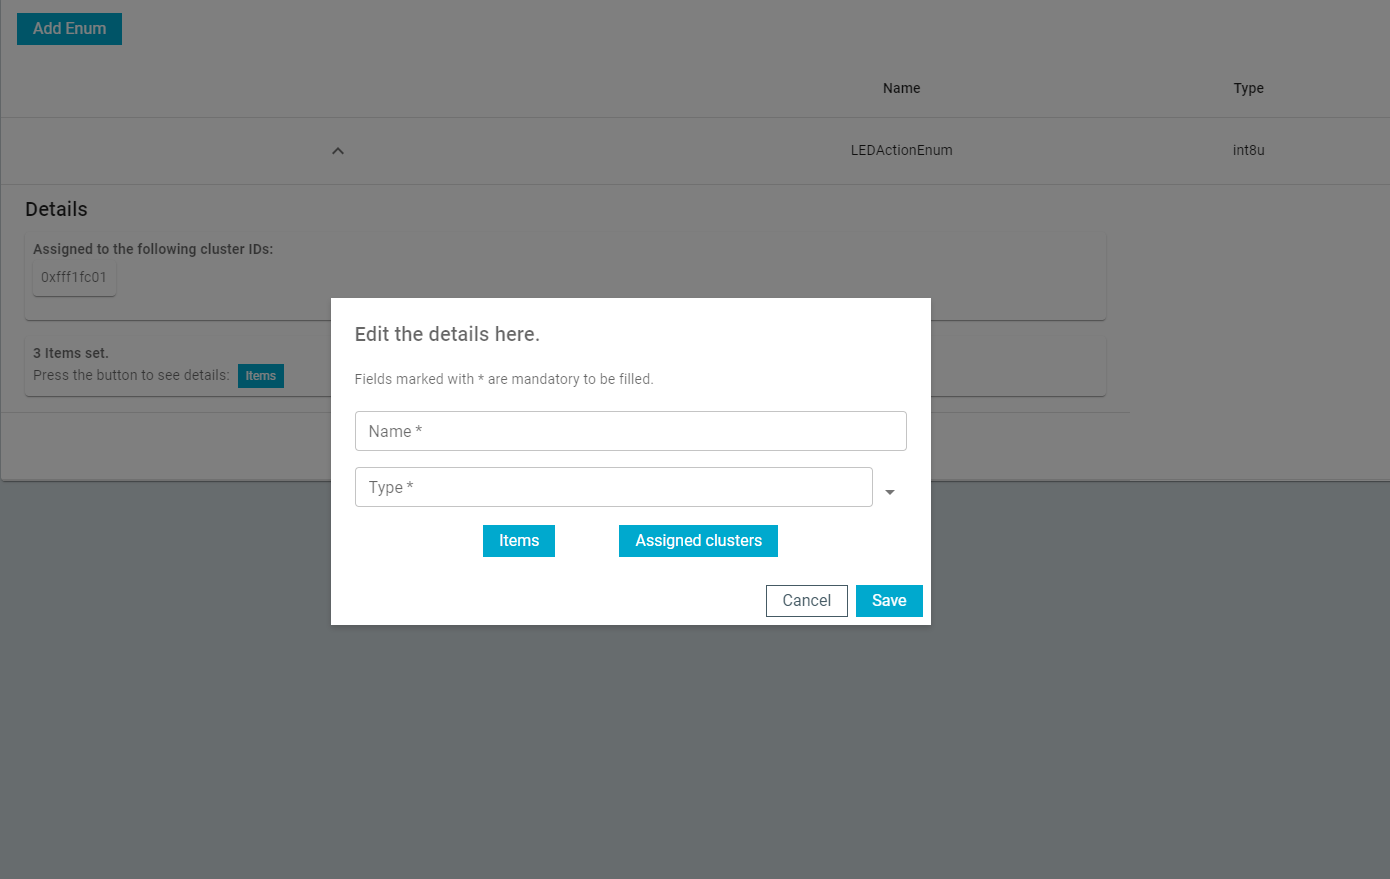 Add Enum
Name Type
LEDActionEnum int8u
Details
Assigned to the following cluster IDs:
0xfff1fc01
3 Items set.
Press the button to see details: Items
Edit the details here.
Fields marked with * are mandatory to be filled.
Name *
Type *
Items Assigned clusters
Cancel Save